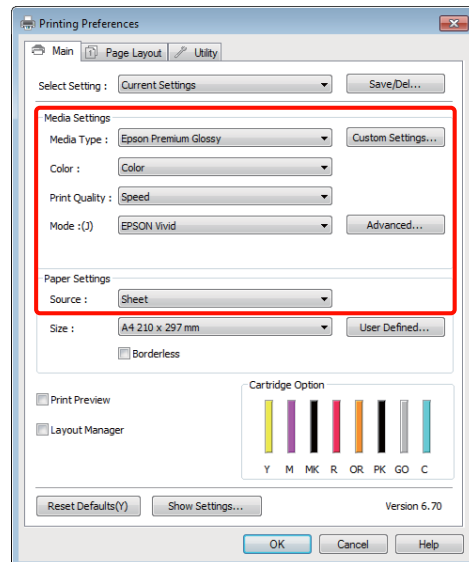 Printing Preferences
Main Page Layout Utility
Select Setting : Current Settings Save/Del...
Media Settings
Media Type : Epson Premium Glossy Custom Settings...
Color : Color
Print Quality : Speed
Mode :(J) EPSON Vivid Advanced...
Paper Settings
Source : Sheet
Size : A4 210 x 297 mm User Defined...
Borderless
Print Preview
Layout Manager
Cartridge Option
Y M MK R OR PK GO C
Reset Defaults(Y) Show Settings... Version 6.70
OK Cancel Help